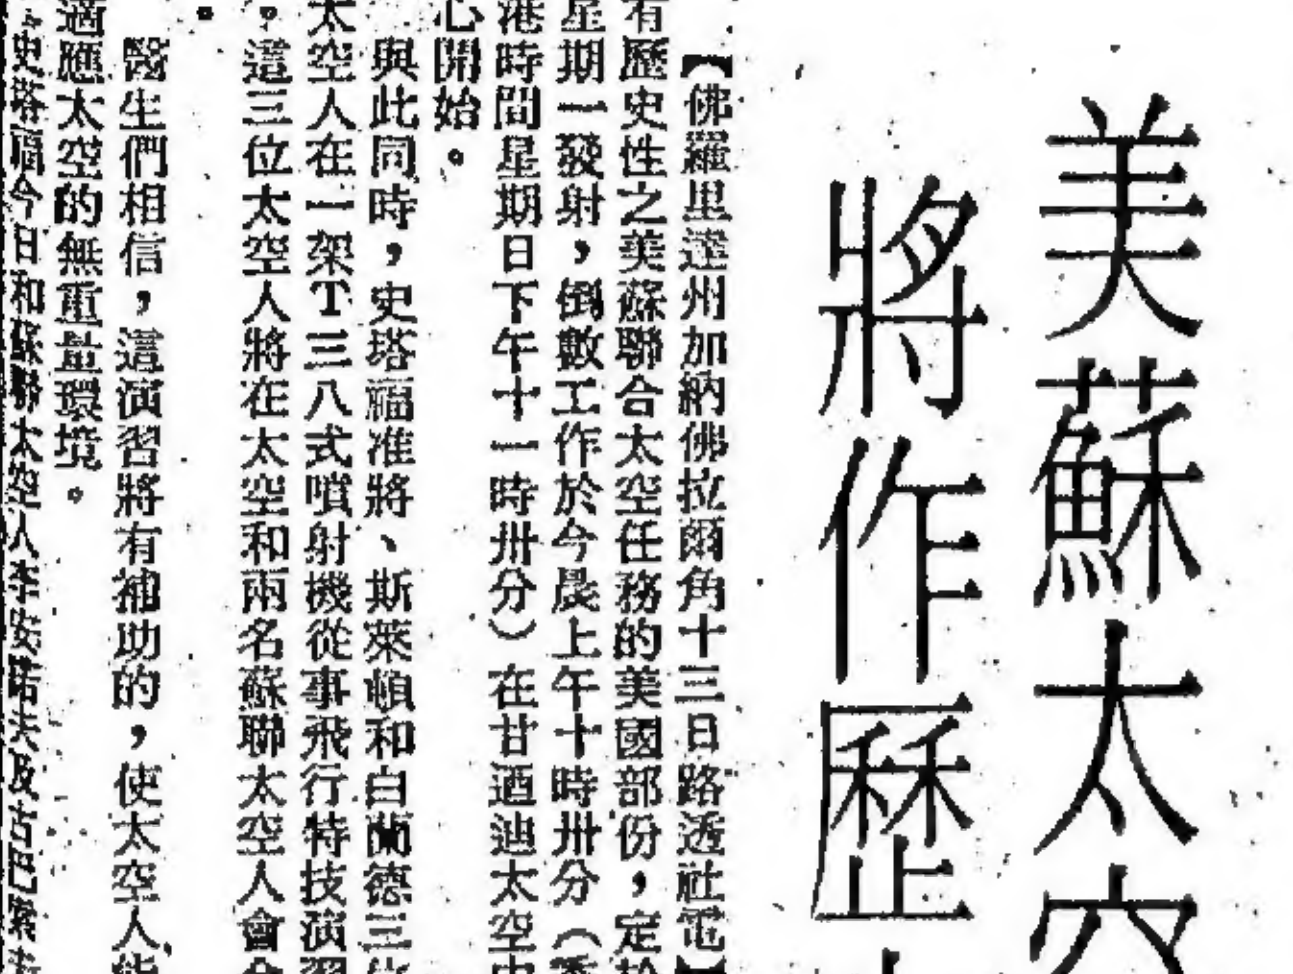 美蘇太空
將作歷
【佛羅里達州加納佛拉爾角十三日路透社電】
有歷史性之美蘇聯合太空任務的美國部份，定於
星期一發射，倒數工作於今晨上午十時卅分（
港時間星期日下午十一時卅分）在甘迺迪太空中
心開始。
與此同時，史塔福准將、斯萊頓和白蘭德三位
太空人在一架T三八式噴射機從事飛行特技演習
。這三位太空人將在太空和兩名蘇聯太空人會合
。
醫生們相信，這演習將有補助的，使太空人能
適應太空的無重量環境。
史塔福今日和蘇聯太空人李安諾夫及古巴索夫